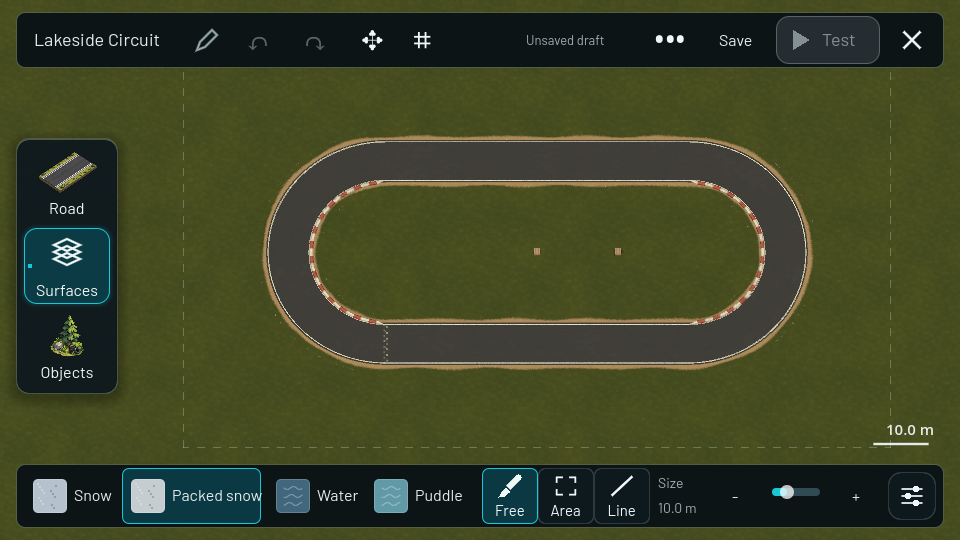 Lakeside Circuit
Unsaved draft
Save
Test
Road
Surfaces
Objects
10.0 m
Snow
Packed snow
Water
Puddle
Free
Area
Line
Size
10.0 m
-
+